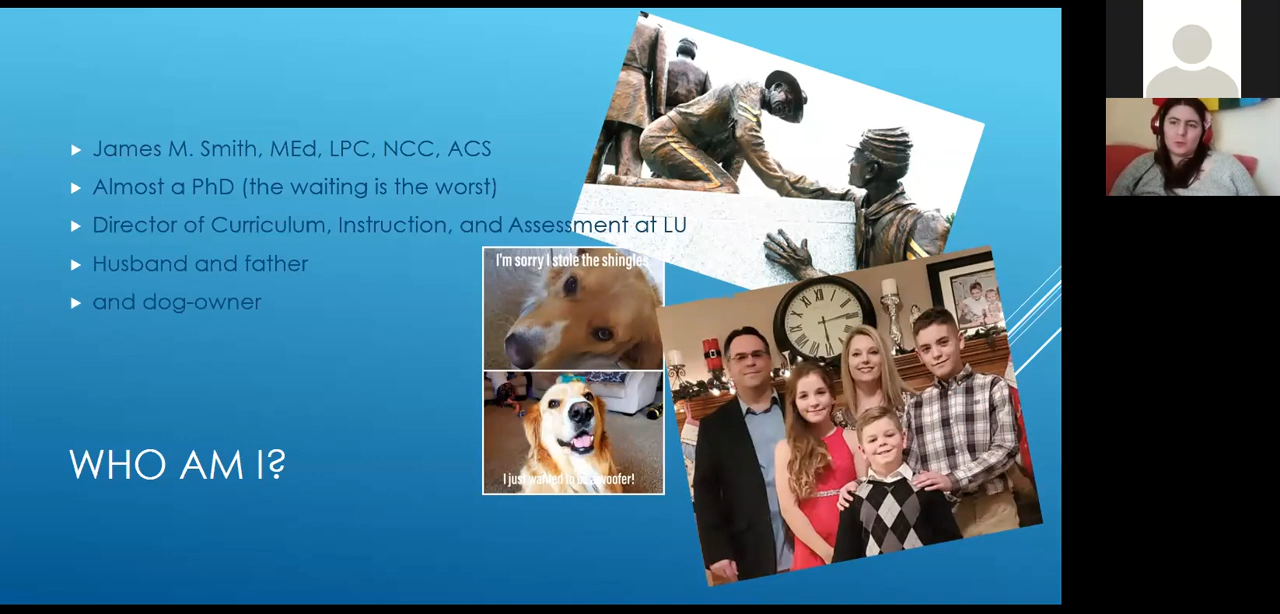 James M. Smith, MEd, LPC, NCC, ACS
Almost a PhD (the waiting is the worst)
Director of Curriculum, Instruction, and Assessment at LU
Husband and father
and dog-owner
I'm sorry I stole the shingles
I just wanted to be a woofer!
WHO AM I?